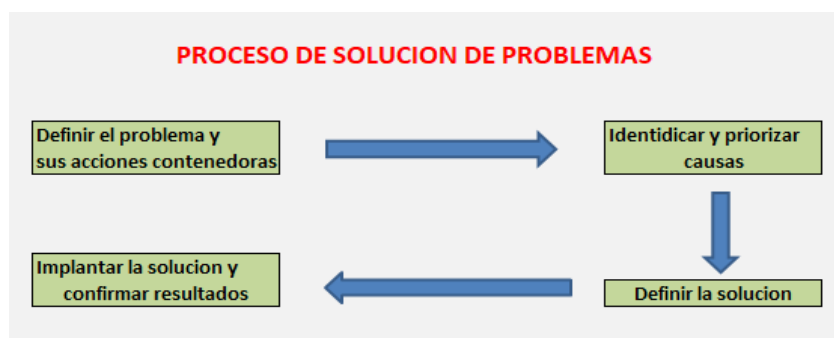 PROCESO DE SOLUCION DE PROBLEMAS
Definir el problema y
sus acciones contenedoras
Identidicar y priorizar
causas
Definir la solucion
Implantar la solucion y
confirmar resultados